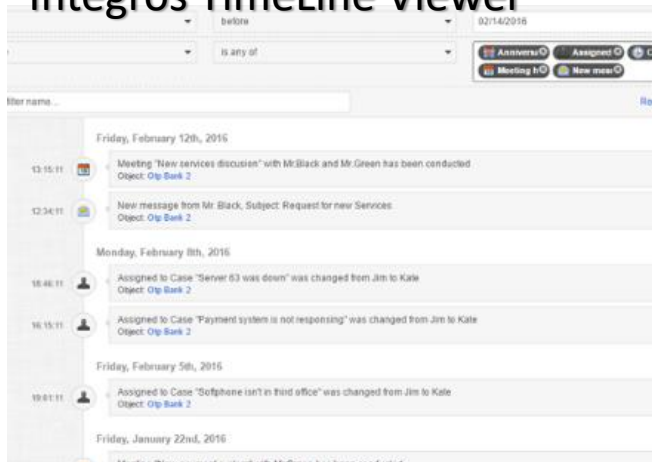 Integros TimeLine Viewer
before
02/14/2016
is any of
Anniversa
Assigned
Meeting h
New mess
filter name...
Friday, February 12th, 2016
13:15:11
Meeting "New services discusion" with Mr.Black and Mr.Green has been conducted
Object: Otp Bank 2
12:34:11
New message from Mr. Black, Subject: Request for new Services
Object: Otp Bank 2
Monday, February 8th, 2016
18:46:11
Assigned to Case "Server 63 was down" was changed from Jim to Kate
Object: Otp Bank 2
16:15:11
Assigned to Case "Payment system is not responsing" was changed from Jim to Kate
Object: Otp Bank 2
Friday, February 5th, 2016
19:01:11
Assigned to Case "Softphone isn't in third office" was changed from Jim to Kate
Object: Otp Bank 2
Friday, January 22nd, 2016